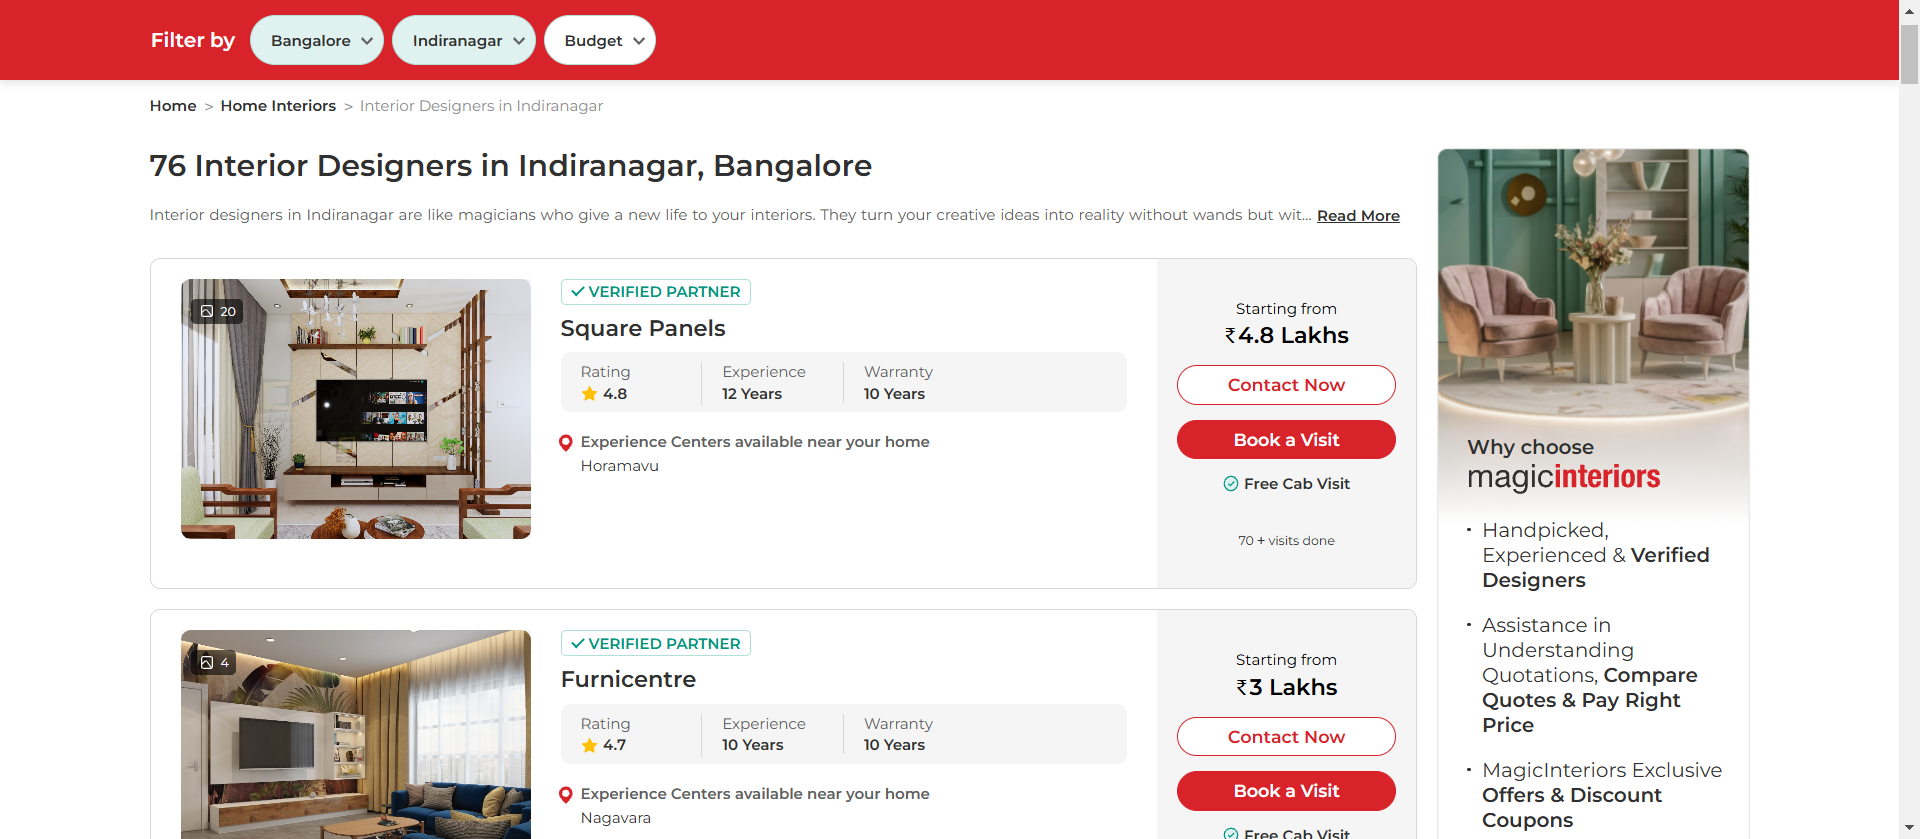 Filter by
Bangalore
Indiranagar
Budget
Home > Home Interiors > Interior Designers in Indiranagar
76 Interior Designers in Indiranagar, Bangalore
Interior designers in Indiranagar are like magicians who give a new life to your interiors. They turn your creative ideas into reality without wands but wit... Read More
20
VERIFIED PARTNER
Square Panels
Rating
4.8
Experience
12 Years
Warranty
10 Years
Experience Centers available near your home
Horamavu
Starting from
₹4.8 Lakhs
Contact Now
Book a Visit
Free Cab Visit
70 + visits done
4
VERIFIED PARTNER
Furnicentre
Rating
4.7
Experience
10 Years
Warranty
10 Years
Experience Centers available near your home
Nagavara
Starting from
₹3 Lakhs
Contact Now
Book a Visit
Free Cab Visit
Why choose
magicinteriors
· Handpicked,
Experienced & Verified
Designers
· Assistance in
Understanding
Quotations, Compare
Quotes & Pay Right
Price
· MagicInteriors Exclusive
Offers & Discount
Coupons